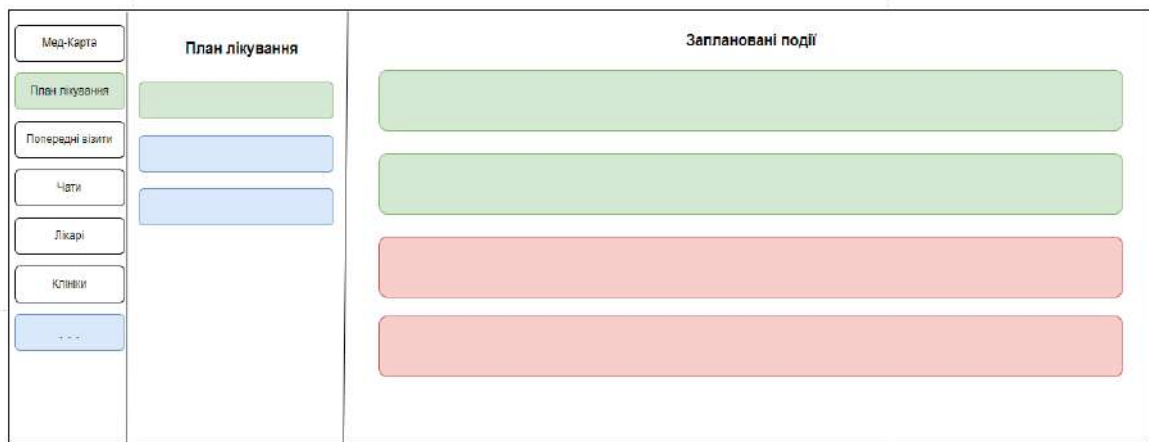 Мед-Карта
План лікування
Попередні візити
Чати
Лікарі
Клініки
. . .
План лікування
Заплановані події